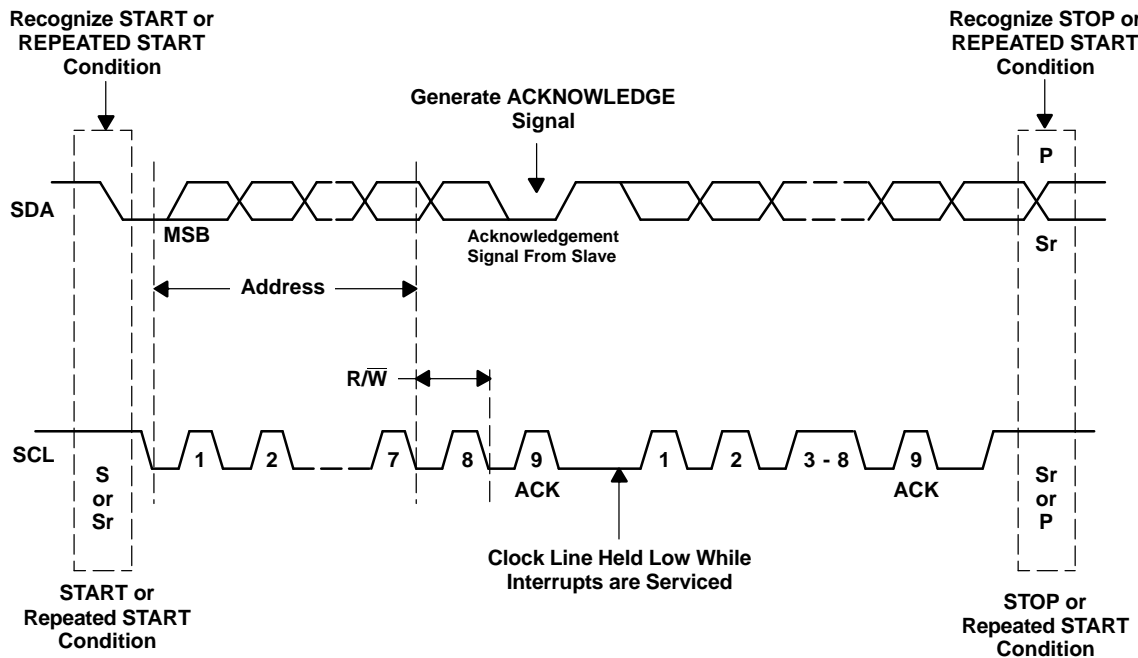 Recognize START or
REPEATED START
Condition
Recognize STOP or
REPEATED START
Condition
Generate ACKNOWLEDGE
Signal
P
SDA
MSB
Acknowledgement
Signal From Slave
Sr
Address
R/W̅
SCL
1
2
7
8
9
1
2
3 - 8
9
ACK
ACK
S
or
Sr
Sr
or
P
Clock Line Held Low While
Interrupts are Serviced
START or
Repeated START
Condition
STOP or
Repeated START
Condition